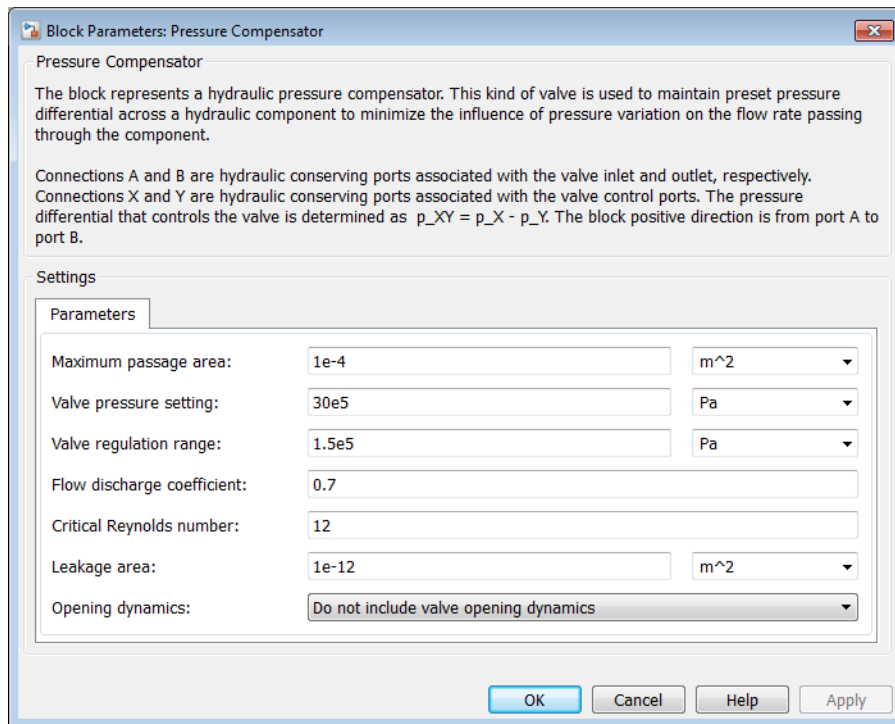 Block Parameters: Pressure Compensator
Pressure Compensator
The block represents a hydraulic pressure compensator. This kind of valve is used to maintain preset pressure
differential across a hydraulic component to minimize the influence of pressure variation on the flow rate passing
through the component.
Connections A and B are hydraulic conserving ports associated with the valve inlet and outlet, respectively.
Connections X and Y are hydraulic conserving ports associated with the valve control ports. The pressure
differential that controls the valve is determined as  p_XY = p_X - p_Y. The block positive direction is from port A to
port B.
Settings
Parameters
Maximum passage area: 1e-4 m^2
Valve pressure setting: 30e5 Pa
Valve regulation range: 1.5e5 Pa
Flow discharge coefficient: 0.7
Critical Reynolds number: 12
Leakage area: 1e-12 m^2
Opening dynamics: Do not include valve opening dynamics
OK Cancel Help Apply